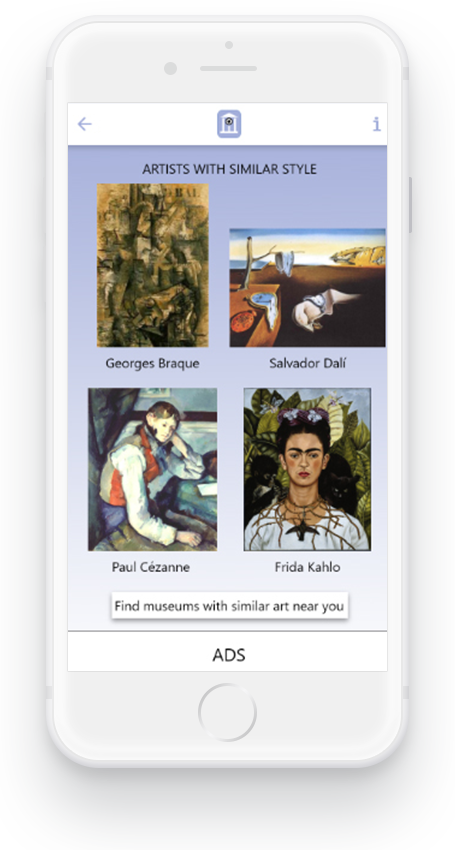 ARTISTS WITH SIMILAR STYLE
BAL
Georges Braque
Salvador Dalí
Paul Cézanne
Frida Kahlo
Find museums with similar art near you
ADS